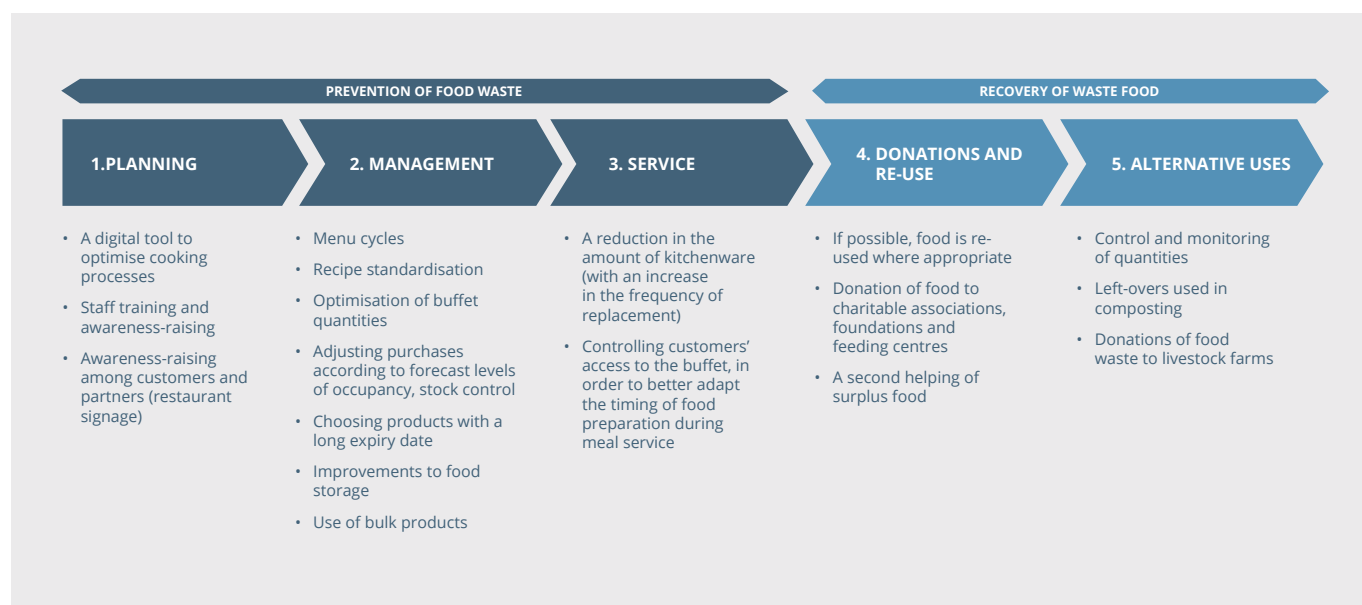 PREVENTION OF FOOD WASTE
RECOVERY OF WASTE FOOD
1.PLANNING
2. MANAGEMENT
3. SERVICE
4. DONATIONS AND
RE-USE
5. ALTERNATIVE USES
• A digital tool to
optimise cooking
processes
• Staff training and
awareness-raising
• Awareness-raising
among customers and
partners (restaurant
signage)
• Menu cycles
• Recipe standardisation
• Optimisation of buffet
quantities
• Adjusting purchases
according to forecast levels
of occupancy, stock control
• Choosing products with a
long expiry date
• Improvements to food
storage
• Use of bulk products
• A reduction in the
amount of kitchenware
(with an increase
in the frequency of
replacement)
• Controlling customers’
access to the buffet, in
order to better adapt
the timing of food
preparation during
meal service
• If possible, food is re-
used where appropriate
• Donation of food to
charitable associations,
foundations and
feeding centres
• A second helping of
surplus food
• Control and monitoring
of quantities
• Left-overs used in
composting
• Donations of food
waste to livestock farms